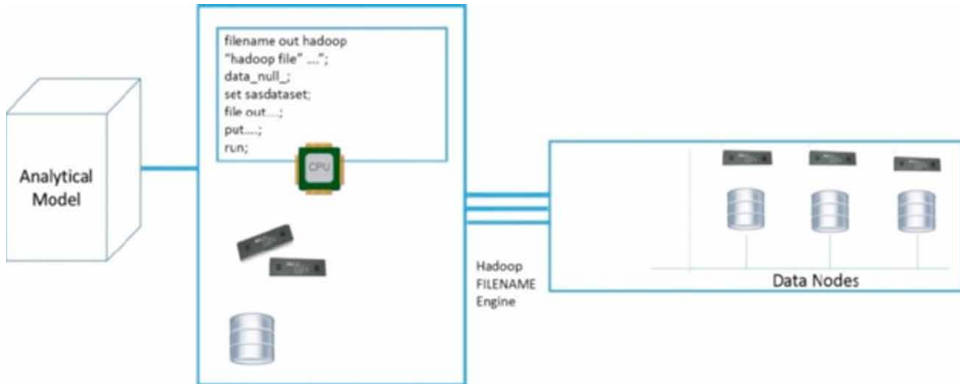 Analytical
Model
filename out hadoop
"hadoop file" ....";
data_null_;
set sasdataset;
file out....;
put....;
run;
CPU
Hadoop
FILENAME
Engine
Data Nodes